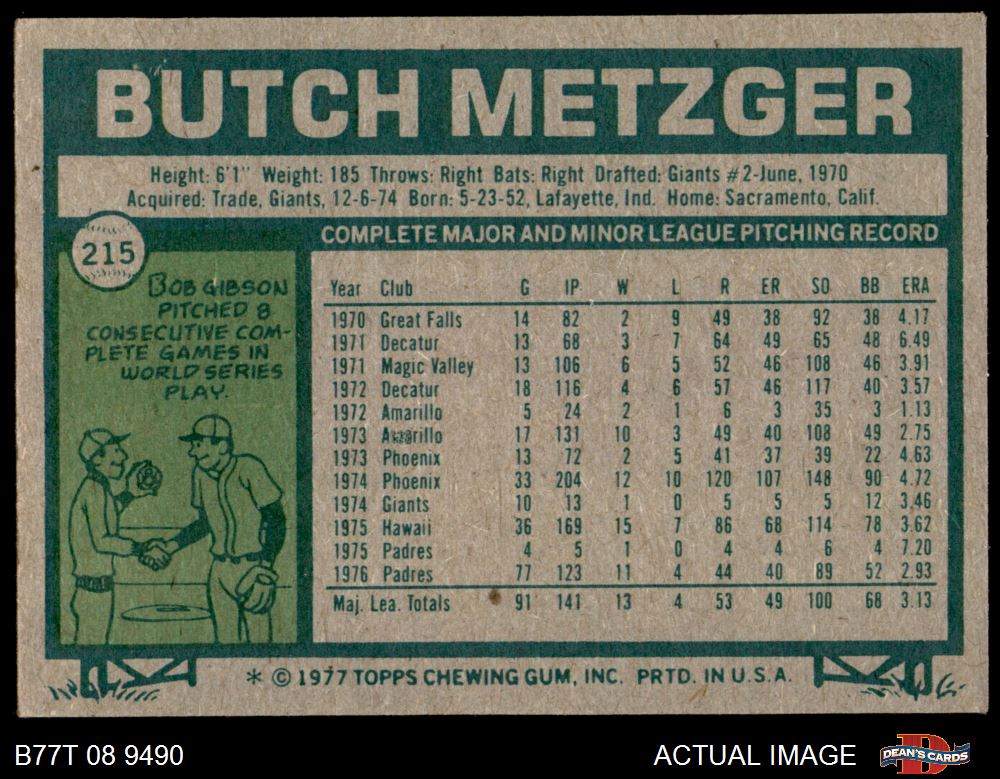 BUTCH METZGER
Height: 6'1" Weight: 185 Throws: Right Bats: Right Drafted: Giants #2-June, 1970
Acquired: Trade, Giants, 12-6-74 Born: 5-23-52, Lafayette, Ind. Home: Sacramento, Calif.
215
BOB GIBSON
PITCHED 8
CONSECUTIVE COM-
PLETE GAMES IN
WORLD SERIES
PLAY.
COMPLETE MAJOR AND MINOR LEAGUE PITCHING RECORD
Year Club G IP W L R ER SO BB ERA
1970 Great Falls 14 82 2 9 49 38 92 38 4.17
1971 Decatur 13 68 3 7 64 49 65 48 6.49
1971 Magic Valley 13 106 6 5 52 46 108 46 3.91
1972 Decatur 18 116 4 6 57 46 117 40 3.57
1972 Amarillo 5 24 2 1 6 3 35 3 1.13
1973 Amarillo 17 131 10 3 49 40 108 49 2.75
1973 Phoenix 13 72 2 5 41 37 39 22 4.63
1974 Phoenix 33 204 12 10 120 107 148 90 4.72
1974 Giants 10 13 1 0 5 5 5 12 3.46
1975 Hawaii 36 169 15 7 86 68 114 78 3.62
1975 Padres 4 5 1 0 4 4 6 4 7.20
1976 Padres 77 123 11 4 44 40 89 52 2.93
Maj. Lea. Totals 91 141 13 4 53 49 100 68 3.13
* © 1977 TOPPS CHEWING GUM, INC. PRTD. IN U.S.A.
B77T 08 9490
ACTUAL IMAGE
DEAN'S CARDS